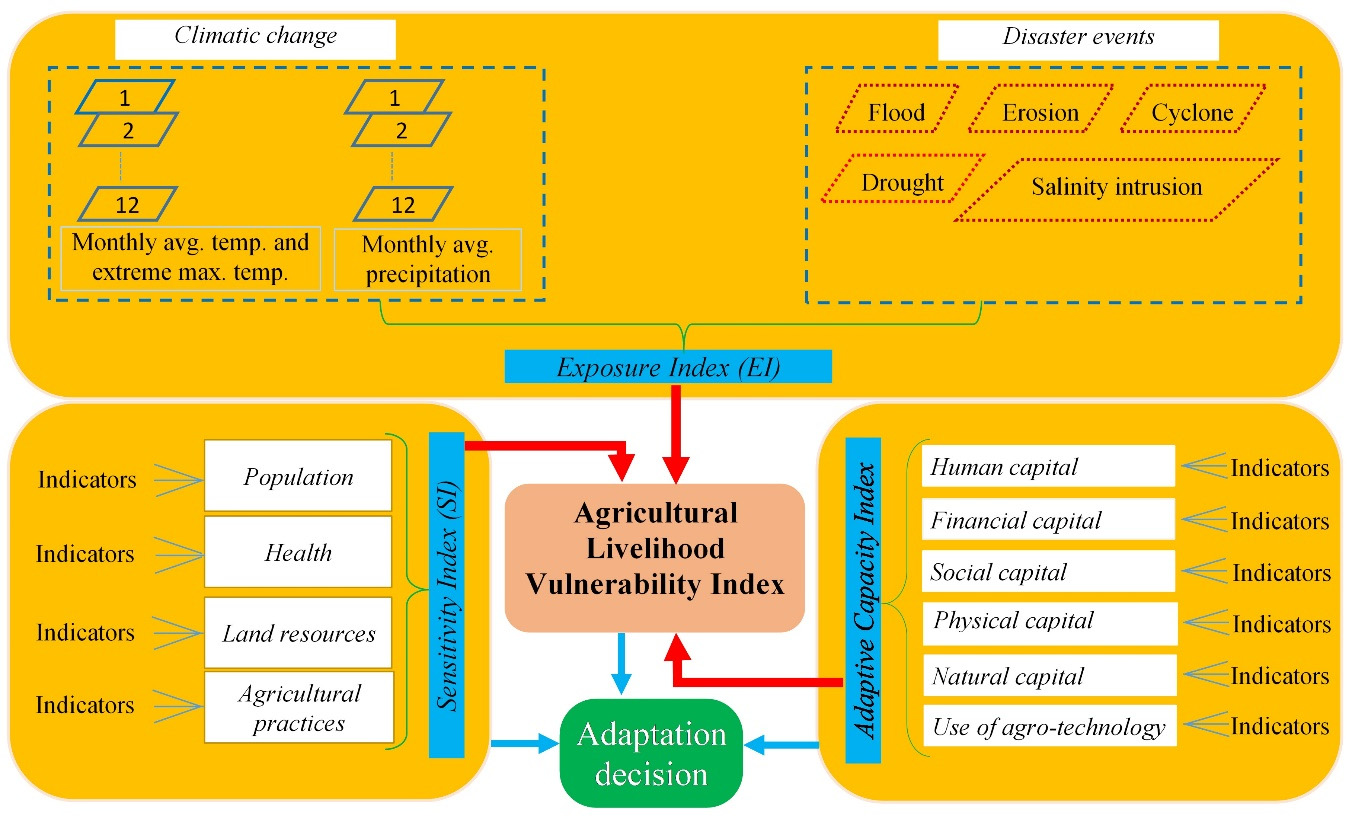 Climatic change
Disaster events
1
2
12
Monthly avg. temp. and
extreme max. temp.
1
2
12
Monthly avg.
precipitation
Flood
Erosion
Cyclone
Drought
Salinity intrusion
Exposure Index (EI)
Indicators
Population
Indicators
Health
Indicators
Land resources
Indicators
Agricultural
practices
Sensitivity Index (SI)
Agricultural
Livelihood
Vulnerability Index
Adaptation
decision
Adaptive Capacity Index
Human capital
Indicators
Financial capital
Indicators
Social capital
Indicators
Physical capital
Indicators
Natural capital
Indicators
Use of agro-technology
Indicators